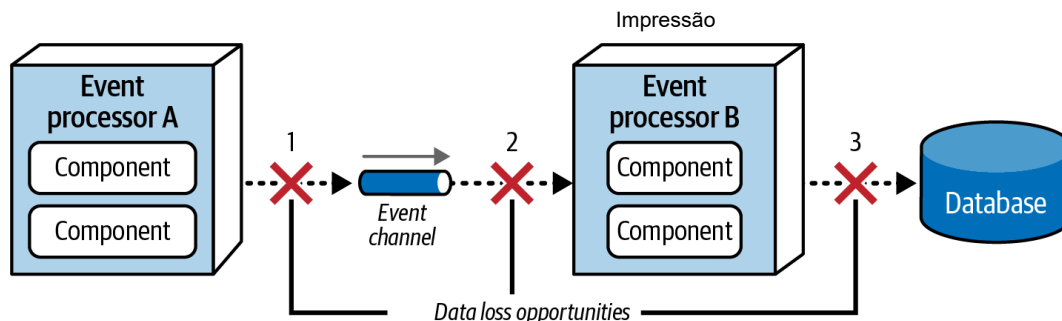 Impressão
Event
processor A
Component
Component
1
Event
channel
2
Event
processor B
Component
Component
3
Database
Data loss opportunities